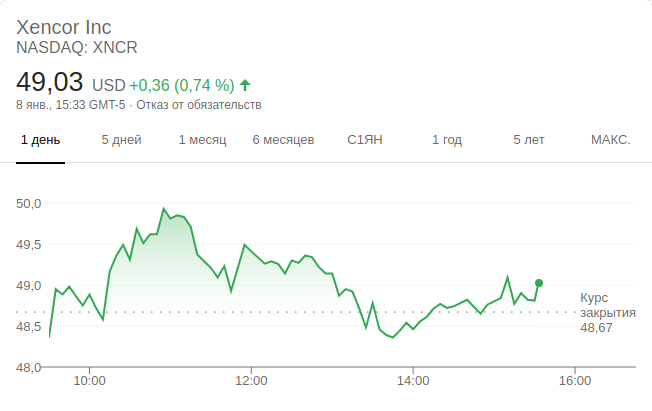 Xencor Inc
NASDAQ: XNCR
49,03 USD +0,36 (0,74 %)
8 янв., 15:33 GMT-5 · Отказ от обязательств
1 день 5 дней 1 месяц 6 месяцев С1ЯН 1 год 5 лет МАКС.
50,0
49,5
49,0
48,5
48,0
Курс
закрытия
48,67
10:00 12:00 14:00 16:00